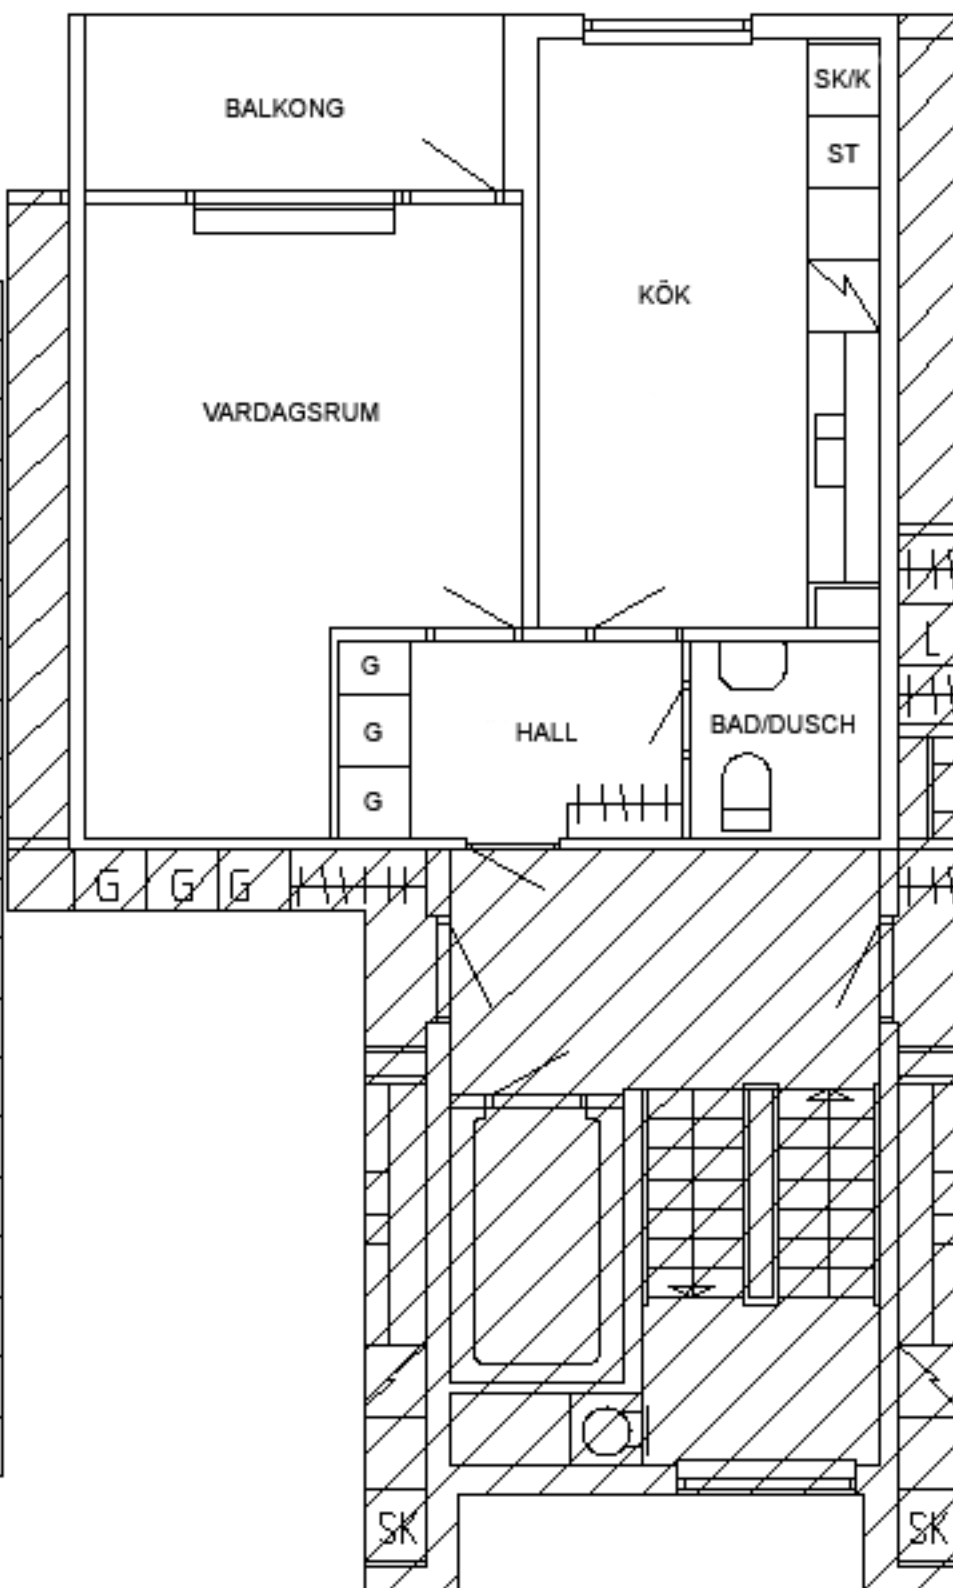 SK/K
BALKONG
ST
KÖK
VARDAGSRUM
L
G
G
HALL
BAD/DUSCH
G
G
G
G
SK
SK